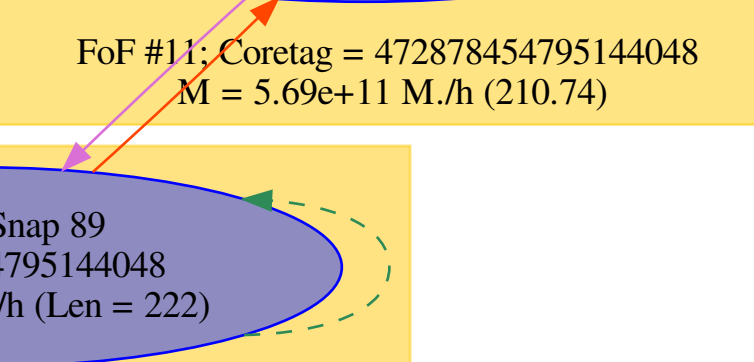 FoF #11; Coretag = 472878454795144048
M = 5.69e+11 M./h (210.74)
Snap 89
4795144048
/h (Len = 222)